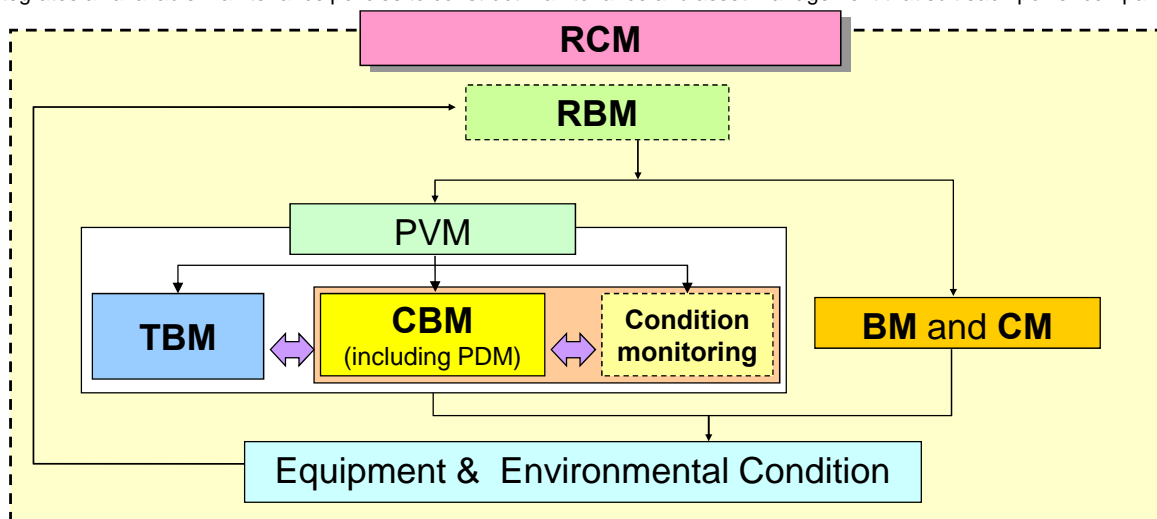 RCM
RBM
PVM
TBM
CBM
(including PDM)
Condition
monitoring
BM and CM
Equipment & Environmental Condition